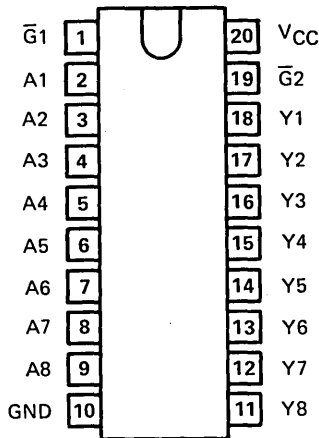 G̅1 1 20 VCC
A1 2 19 G̅2
A2 3 18 Y1
A3 4 17 Y2
A4 5 16 Y3
A5 6 15 Y4
A6 7 14 Y5
A7 8 13 Y6
A8 9 12 Y7
GND 10 11 Y8